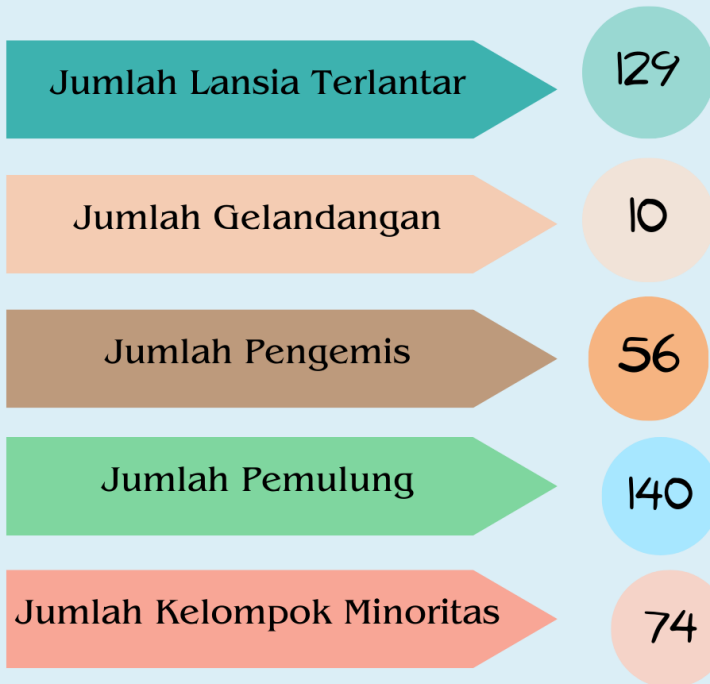 Jumlah Lansia Terlantar
129
Jumlah Gelandangan
10
Jumlah Pengemis
56
Jumlah Pemulung
140
Jumlah Kelompok Minoritas
74